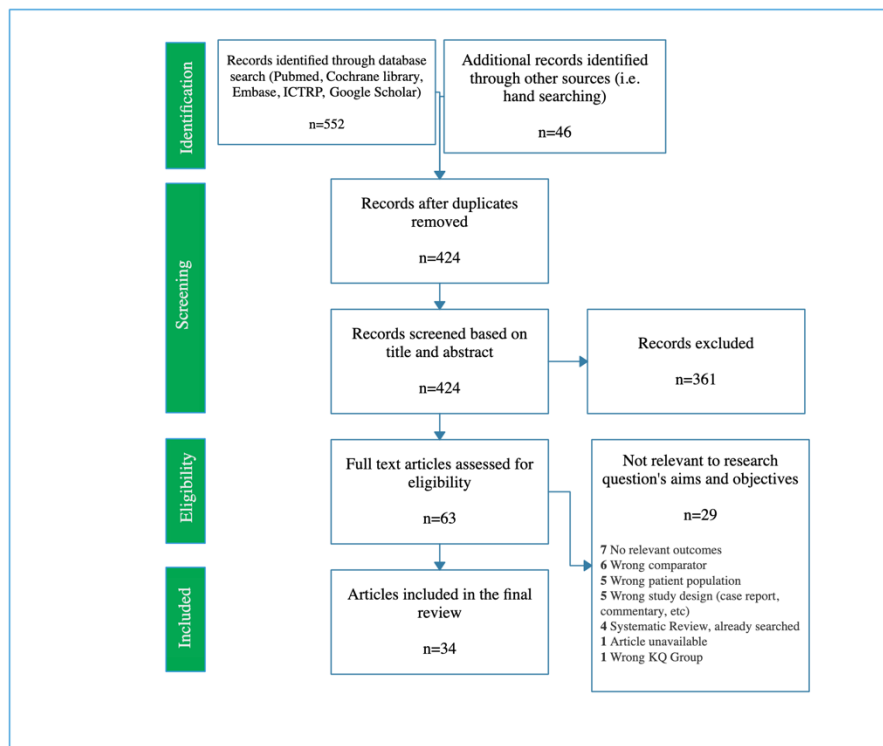 Identification
Records identified through database
search (Pubmed, Cochrane library,
Embase, ICTRP, Google Scholar)
n=552
Additional records identified
through other sources (i.e.
hand searching)
n=46
Screening
Records after duplicates
removed
n=424
Records screened based on
title and abstract
n=424
Records excluded
n=361
Eligibility
Full text articles assessed for
eligibility
n=63
Not relevant to research
question's aims and objectives
n=29
7 No relevant outcomes
6 Wrong comparator
5 Wrong patient population
5 Wrong study design (case report,
commentary, etc)
4 Systematic Review, already searched
1 Article unavailable
1 Wrong KQ Group
Included
Articles included in the final
review
n=34